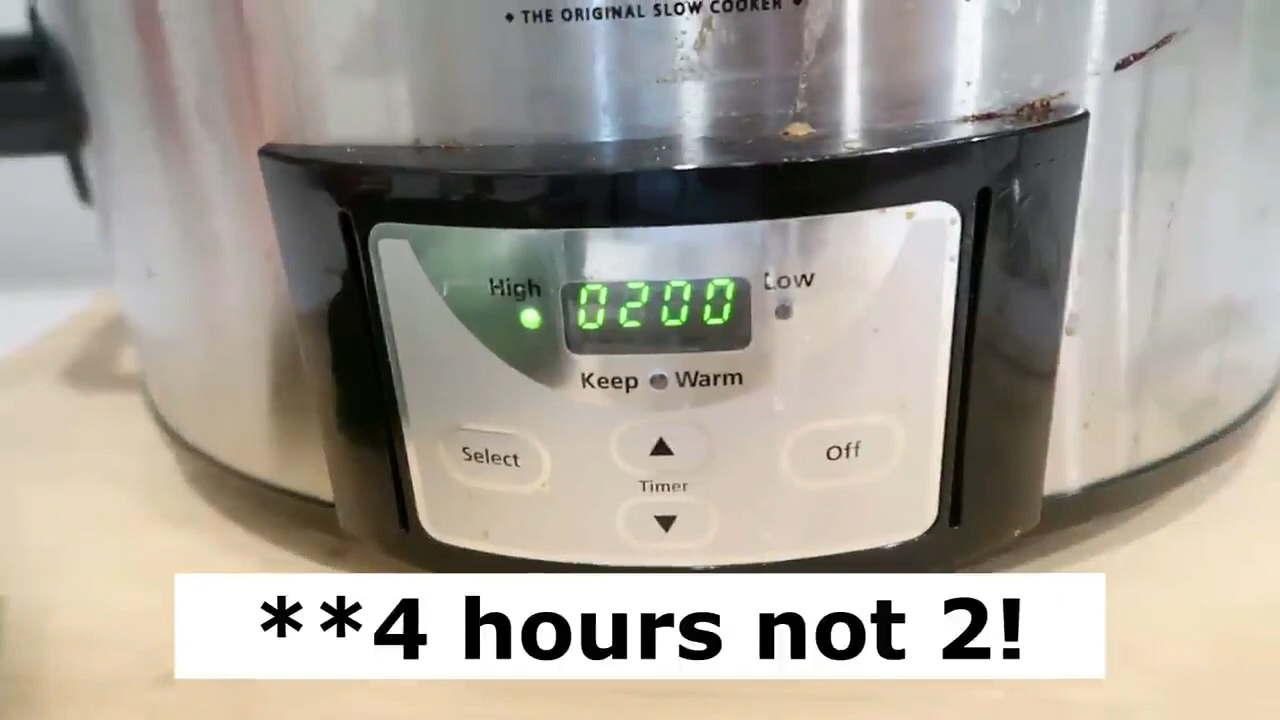 • THE ORIGINAL SLOW COOKER •
High
0200
Low
Keep Warm
Select
▲
Off
Timer
▼
**4 hours not 2!